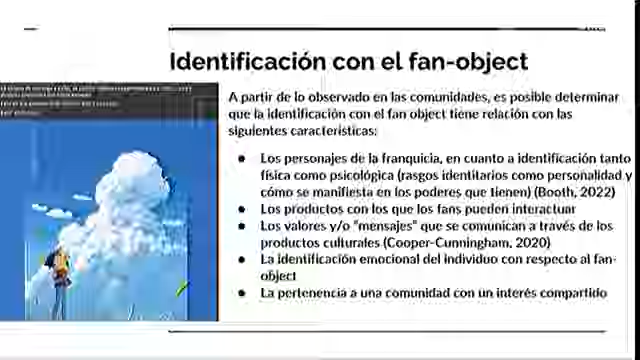 Identificación con el fan-object
A partir de lo observado en las comunidades, es posible determinar
que la identificación con el fan object tiene relación con las
siguientes características:
● Los personajes de la franquicia, en cuanto a identificación tanto
física como psicológica (rasgos identitarios como personalidad y
cómo se manifiesta en los poderes que tienen) (Booth, 2022)
● Los productos con los que los fans pueden interactuar
● Los valores y/o "mensajes" que se comunican a través de los
productos culturales (Cooper-Cunningham, 2020)
● La identificación emocional del individuo con respecto al fan-
object
● La pertenencia a una comunidad con un interés compartido